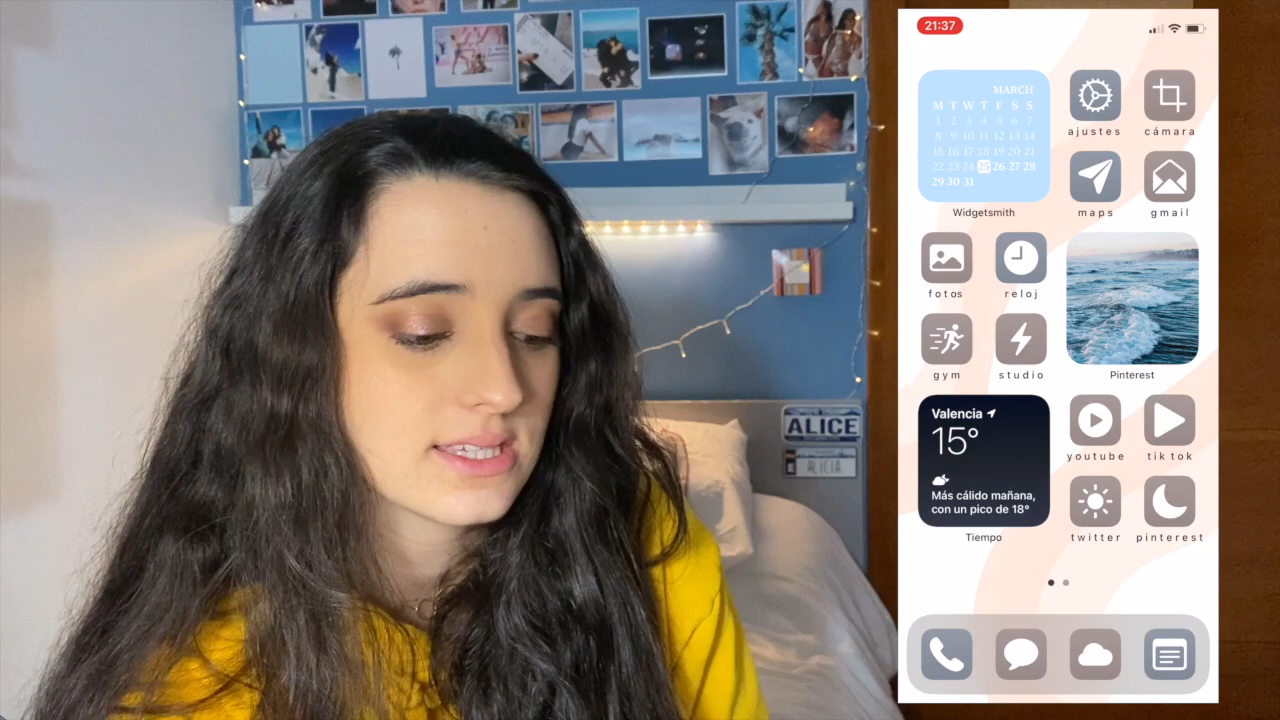 ALICE
ALICIA
21:37
MARCH
M T W T F S S
1 2 3 4 5 6 7
8 9 10 11 12 13 14
15 16 17 18 19 20 21
22 23 24 25 26 27 28
29 30 31
Widgetsmith
ajustes
cámara
maps
gmail
fotos
reloj
gym
studio
Pinterest
Valencia
15°
Más cálido mañana,
con un pico de 18°
Tiempo
youtube
tik tok
twitter
pinterest